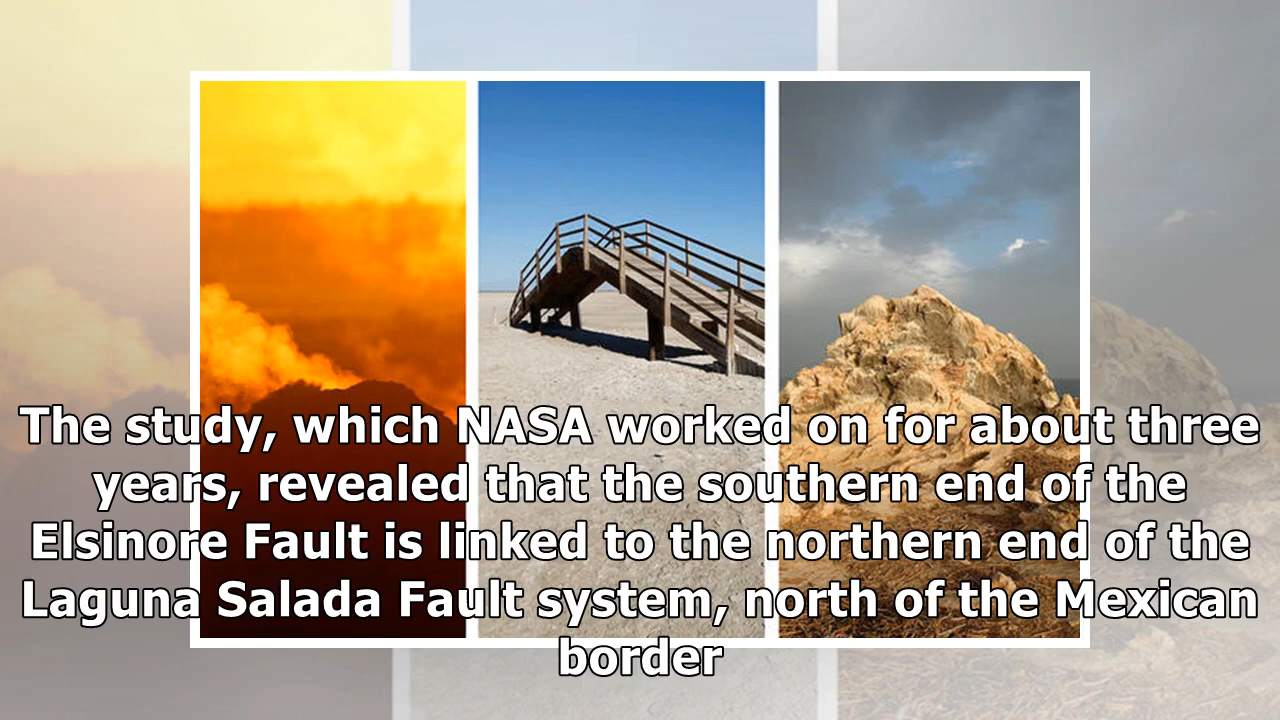 The study, which NASA worked on for about three
years, revealed that the southern end of the
Elsinore Fault is linked to the northern end of the
Laguna Salada Fault system, north of the Mexican
border